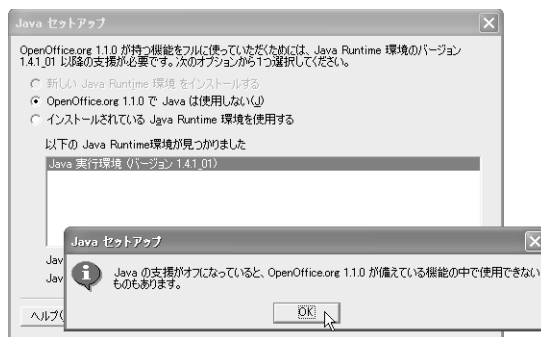 Java セットアップ
OpenOffice.org 1.1.0 が持つ機能をフルに使っていただくためには、Java Runtime 環境のバージョン
1.4.1_01 以降の支援が必要です。次のオプションから1つ選択してください。
新しい Java Runtime 環境 をインストールする
OpenOffice.org 1.1.0 で Java は使用しない(J)
インストールされている Java Runtime 環境を使用する
以下の Java Runtime環境が見つかりました
Java 実行環境 (バージョン 1.4.1_01)
Java セットアップ
Jav
Jav
Java の支援がオフになっていると、OpenOffice.org 1.1.0 が備えている機能の中で使用できない
ものもあります。
OK
ヘルプ(